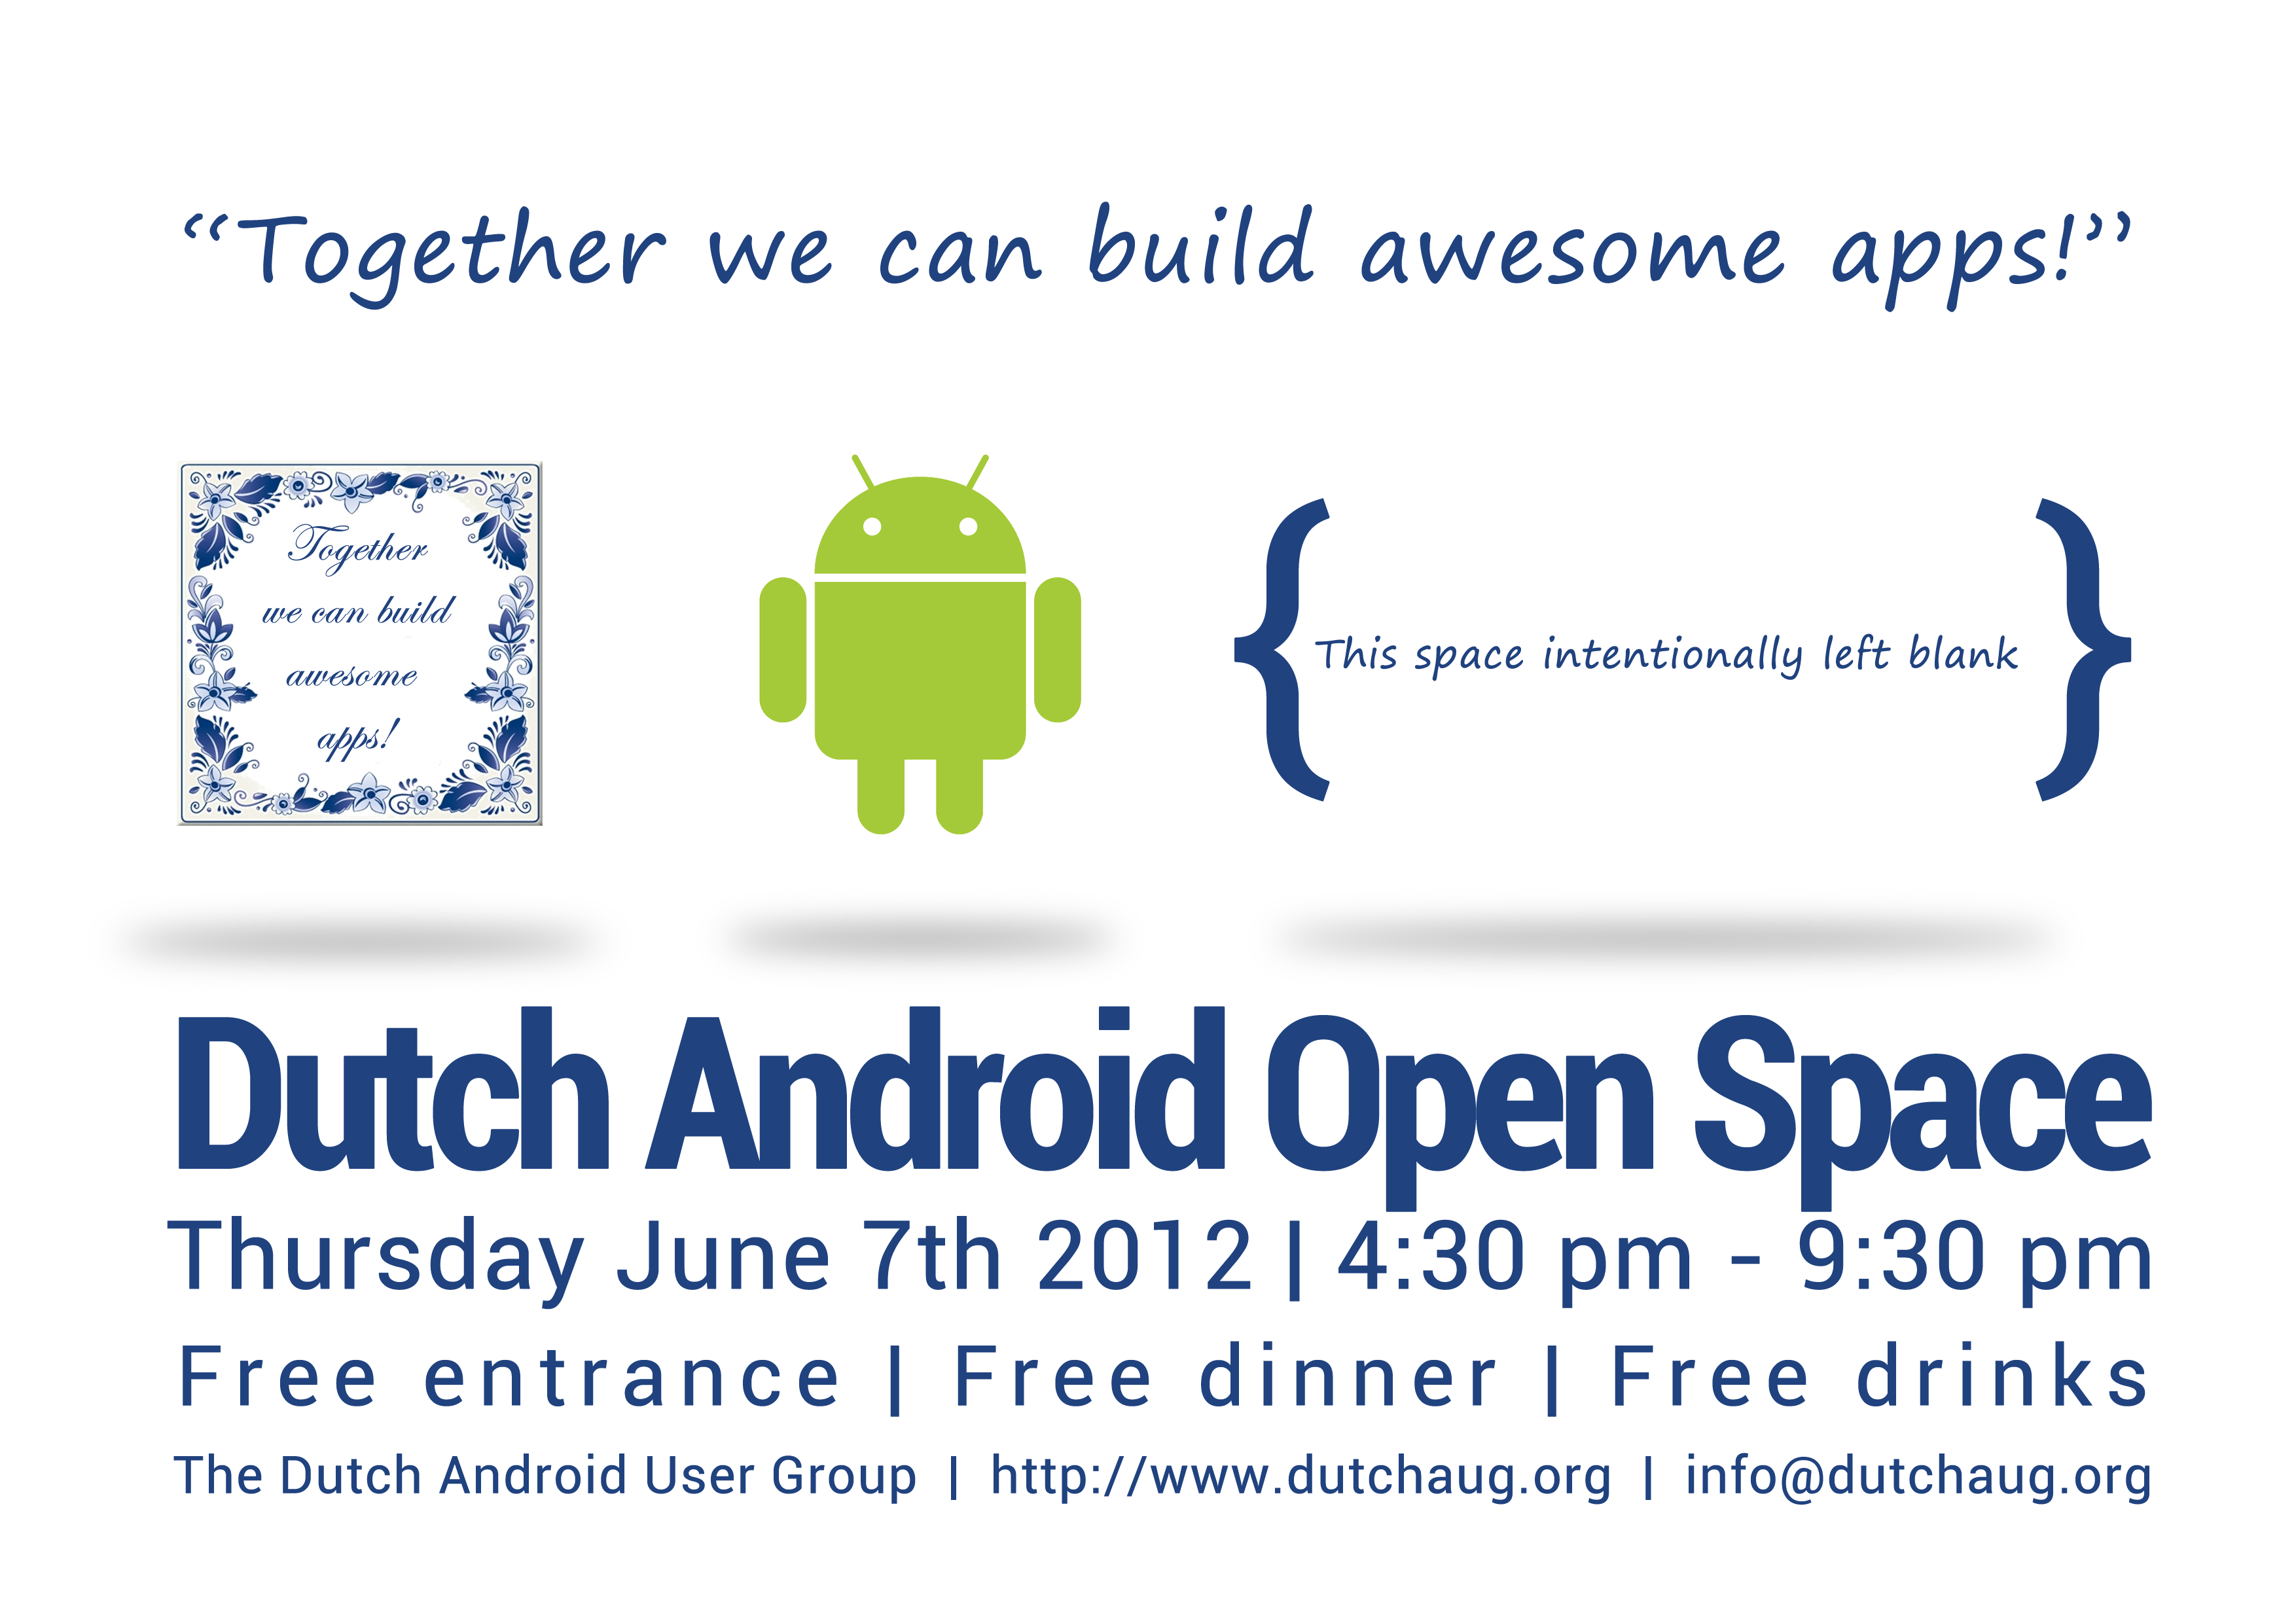 “Together we can build awesome apps!”
Together
we can build
awesome
apps!
{This space intentionally left blank}
Dutch Android Open Space
Thursday June 7th 2012 | 4:30 pm - 9:30 pm
Free entrance | Free dinner | Free drinks
The Dutch Android User Group | http://www.dutchaug.org | info@dutchaug.org